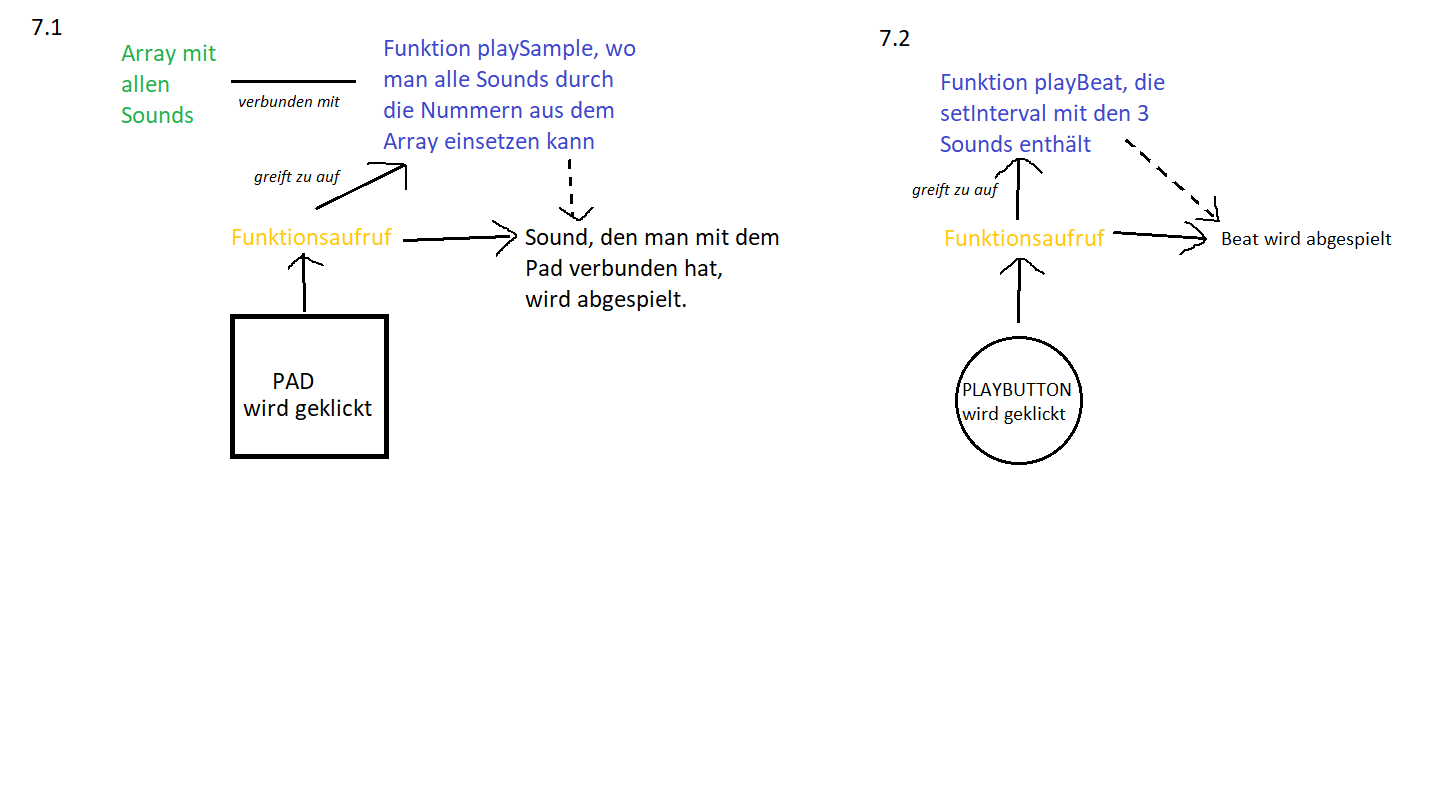 7.1
Array mit
allen
Sounds
verbunden mit
Funktion playSample, wo
man alle Sounds durch
die Nummern aus dem
Array einsetzen kann
greift zu auf
Funktionsaufruf
Sound, den man mit dem
Pad verbunden hat,
wird abgespielt.
PAD
wird geklickt
7.2
Funktion playBeat, die
setInterval mit den 3
Sounds enthält
greift zu auf
Funktionsaufruf
Beat wird abgespielt
PLAYBUTTON
wird geklickt